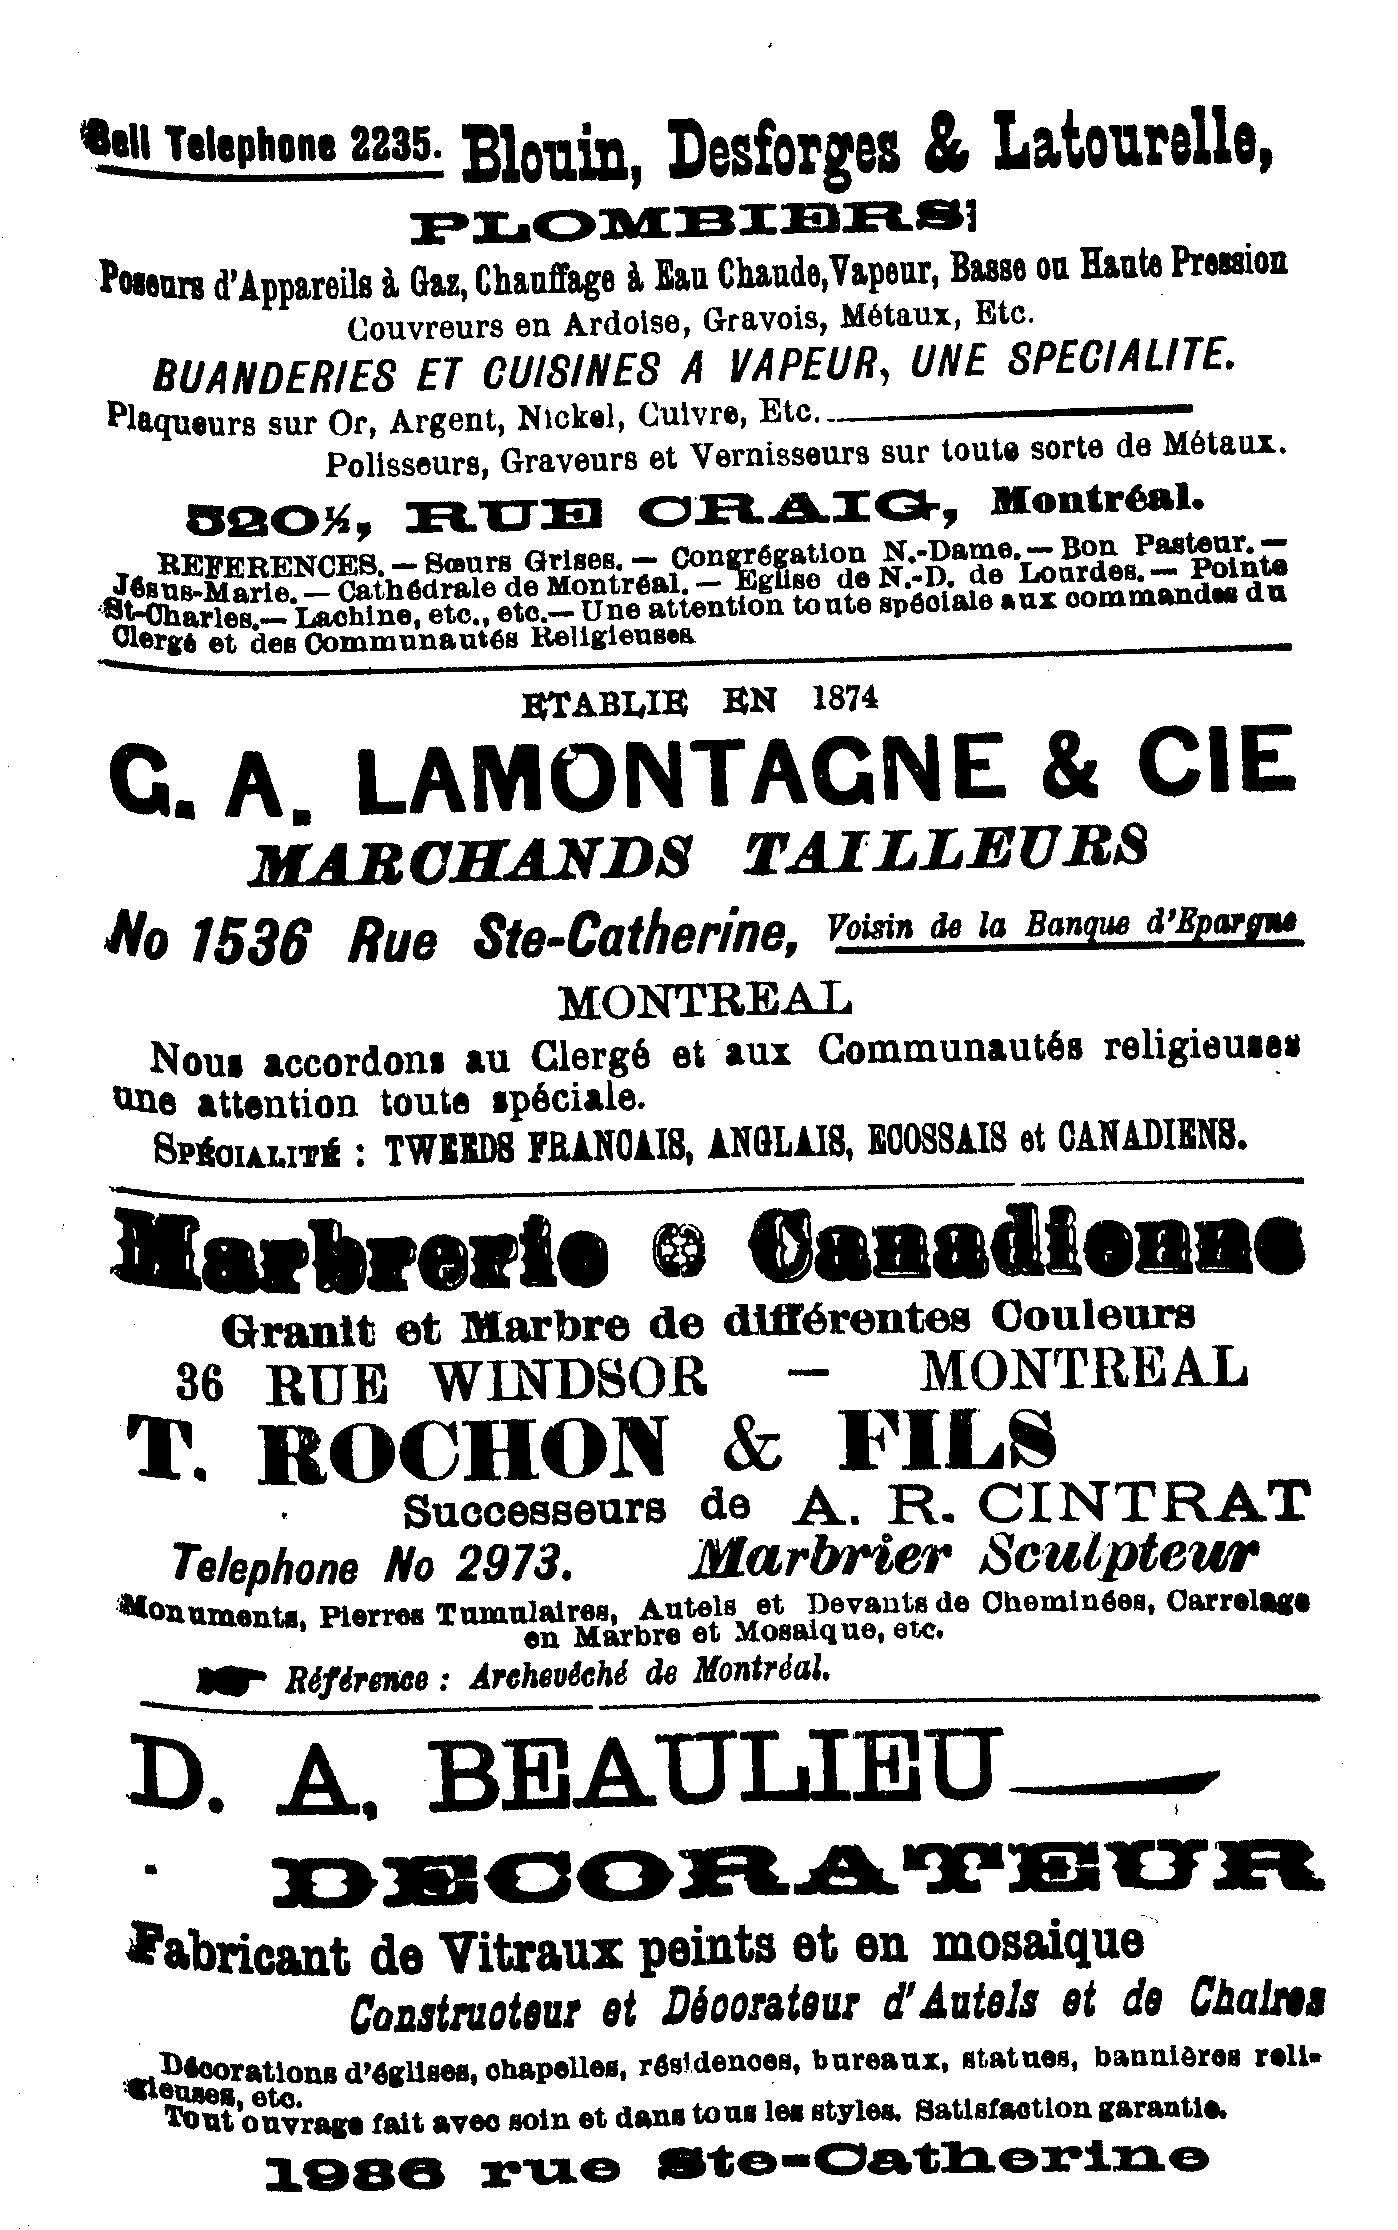 Bell Telephone 2235. Blouin, Desforges & Latourelle,
PLOMBIERS,
Poseurs d'Appareils à Gaz, Chauffage à Eau Chaude, Vapeur, Basse ou Haute Pression
Couvreurs en Ardoise, Gravois, Métaux, Etc.
BUANDERIES ET CUISINES A VAPEUR, UNE SPECIALITE.
Plaqueurs sur Or, Argent, Nickel, Cuivre, Etc.
Polisseurs, Graveurs et Vernisseurs sur toute sorte de Métaux.
520½, RUE CRAIG, Montréal.
REFERENCES. — Sœurs Grises. — Congrégation N.-Dame. — Bon Pasteur. —
Jésus-Marie. — Cathédrale de Montréal. — Eglise de N.-D. de Lourdes. — Pointe
St-Charles. — Lachine, etc., etc. — Une attention toute spéciale aux commandes du
Clergé et des Communautés Religieuses
ETABLIE EN 1874
G. A. LAMONTAGNE & CIE
MARCHANDS TAILLEURS
No 1536 Rue Ste-Catherine, Voisin de la Banque d'Epargne
MONTREAL
Nous accordons au Clergé et aux Communautés religieuses
une attention toute spéciale.
SPÉCIALITÉ : TWEEDS FRANCAIS, ANGLAIS, ECOSSAIS et CANADIENS.
Marbrerie Canadienne
Granit et Marbre de différentes Couleurs
36 RUE WINDSOR — MONTREAL
T. ROCHON & FILS
Successeurs de A. R. CINTRAT
Telephone No 2973. Marbrier Sculpteur
Monuments, Pierres Tumulaires, Autels et Devants de Cheminées, Carrelage
en Marbre et Mosaique, etc.
Référence : Archevêché de Montréal.
D. A. BEAULIEU
DECORATEUR
Fabricant de Vitraux peints et en mosaique
Constructeur et Décorateur d'Autels et de Chaires
Décorations d'églises, chapelles, résidences, bureaux, statues, bannières reli-
gieuses, etc.
Tout ouvrage fait avec soin et dans tous les styles. Satisfaction garantie.
1986 rue Ste-Catherine